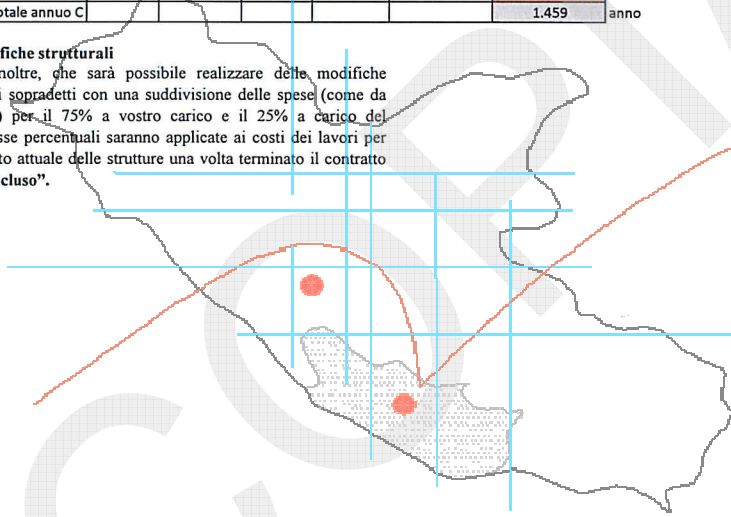 otale annuo C 1.459 anno
fiche strutturali
noltre, che sarà possibile realizzare delle modifiche
i sopradetti con una suddivisione delle spese (come da
) per il 75% a vostro carico e il 25% a carico del
sse percentuali saranno applicate ai costi dei lavori per
to attuale delle strutture una volta terminato il contratto
cluso”.
COPI